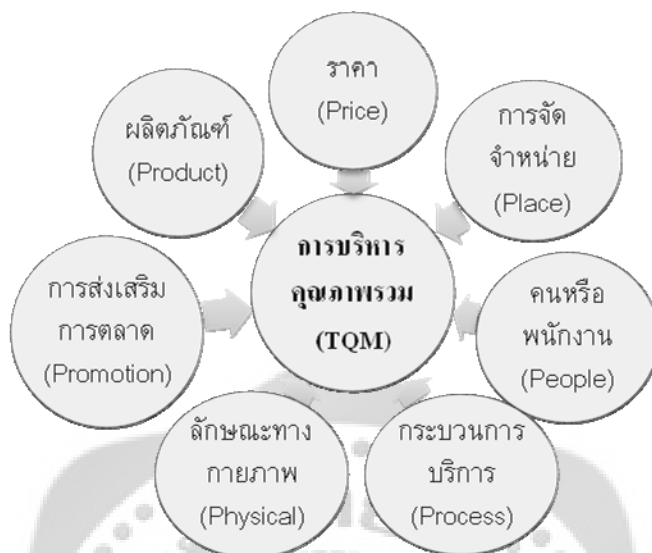 ราคา
(Price)
ผลิตภัณฑ์
(Product)
การจัด
จำหน่าย
(Place)
การบริหาร
คุณภาพรวม
(TQM)
การส่งเสริม
การตลาด
(Promotion)
คนหรือ
พนักงาน
(People)
ลักษณะทาง
กายภาพ
(Physical)
กระบวนการ
บริการ
(Process)